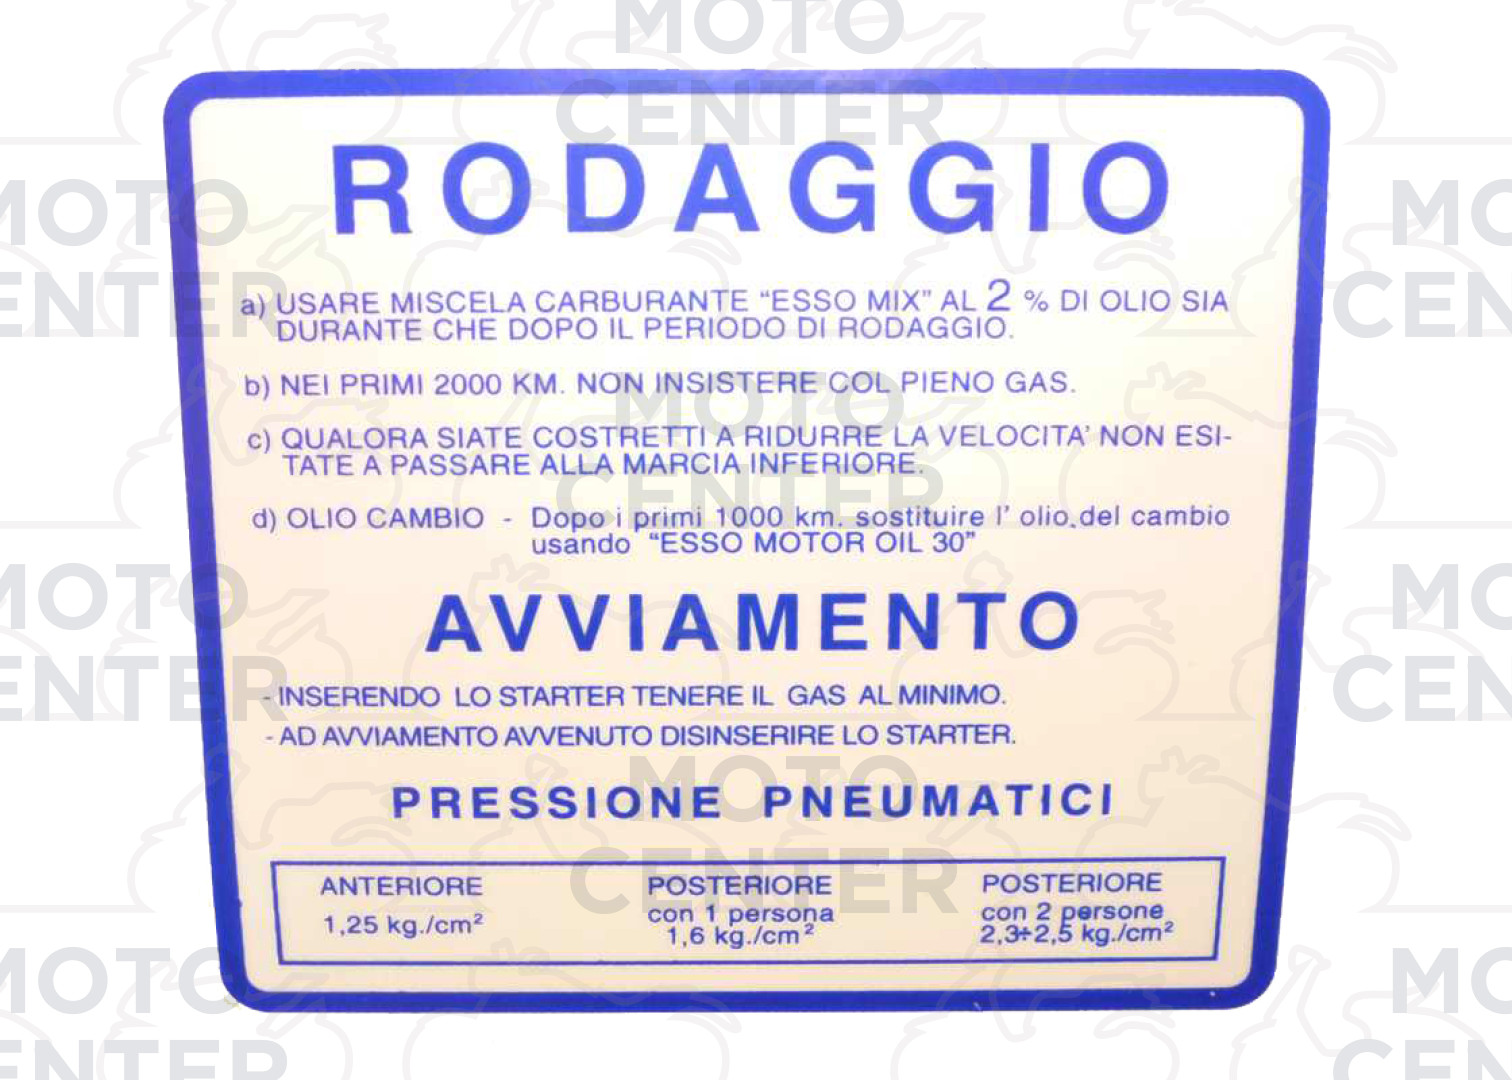 RODAGGIO
a) USARE MISCELA CARBURANTE “ESSO MIX” AL 2 % DI OLIO SIA
DURANTE CHE DOPO IL PERIODO DI RODAGGIO.
b) NEI PRIMI 2000 KM. NON INSISTERE COL PIENO GAS.
c) QUALORA SIATE COSTRETTI A RIDURRE LA VELOCITA’ NON ESI-
TATE A PASSARE ALLA MARCIA INFERIORE.
d) OLIO CAMBIO - Dopo i primi 1000 km. sostituire l’ olio.del cambio
usando “ESSO MOTOR OIL 30”
AVVIAMENTO
- INSERENDO LO STARTER TENERE IL GAS AL MINIMO.
- AD AVVIAMENTO AVVENUTO DISINSERIRE LO STARTER.
PRESSIONE PNEUMATICI
ANTERIORE
1,25 kg./cm²
POSTERIORE
con 1 persona
1,6 kg./cm²
POSTERIORE
con 2 persone
2,3÷2,5 kg./cm²
MOTO
CENTER